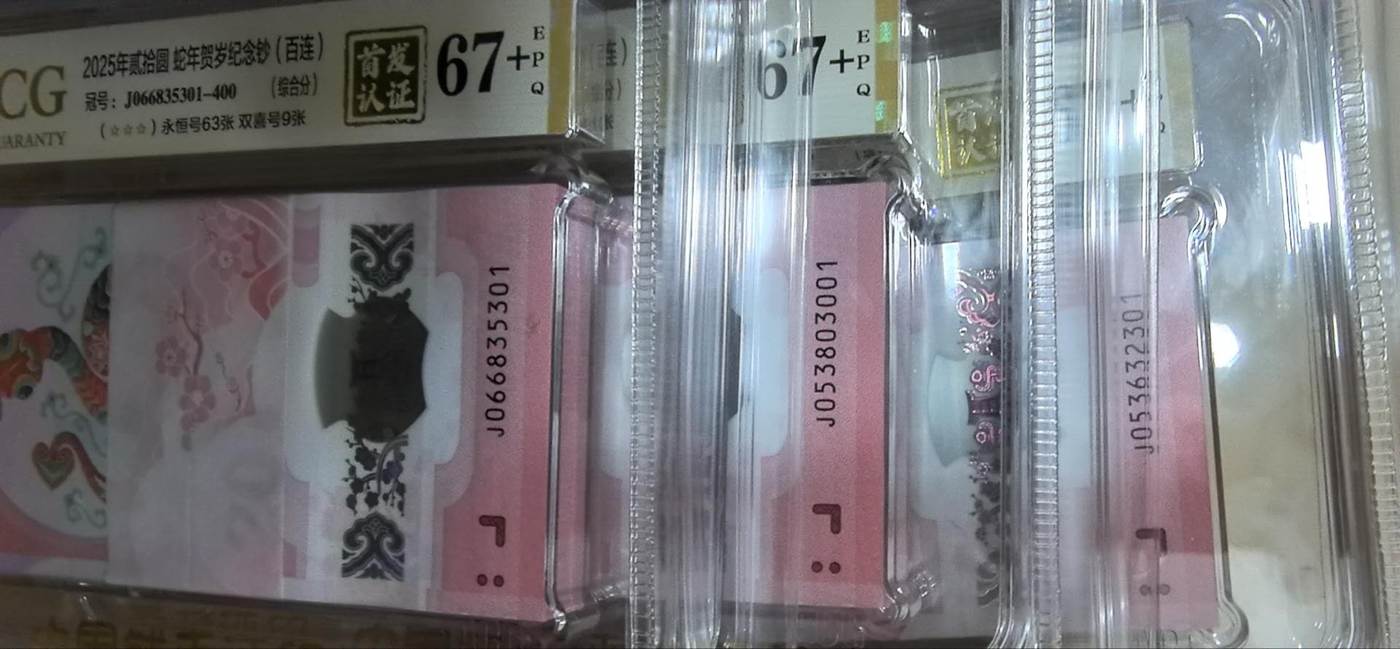 CG
UARANTY
2025年贰拾圆 蛇年贺岁纪念钞（百连）
冠号：J066835301-400 （综合分）
（☆☆☆）永恒号63张 双喜号9张
首发
认证
67+
E
P
Q
67+
E
P
Q
J066835301
J053803001
J053632301